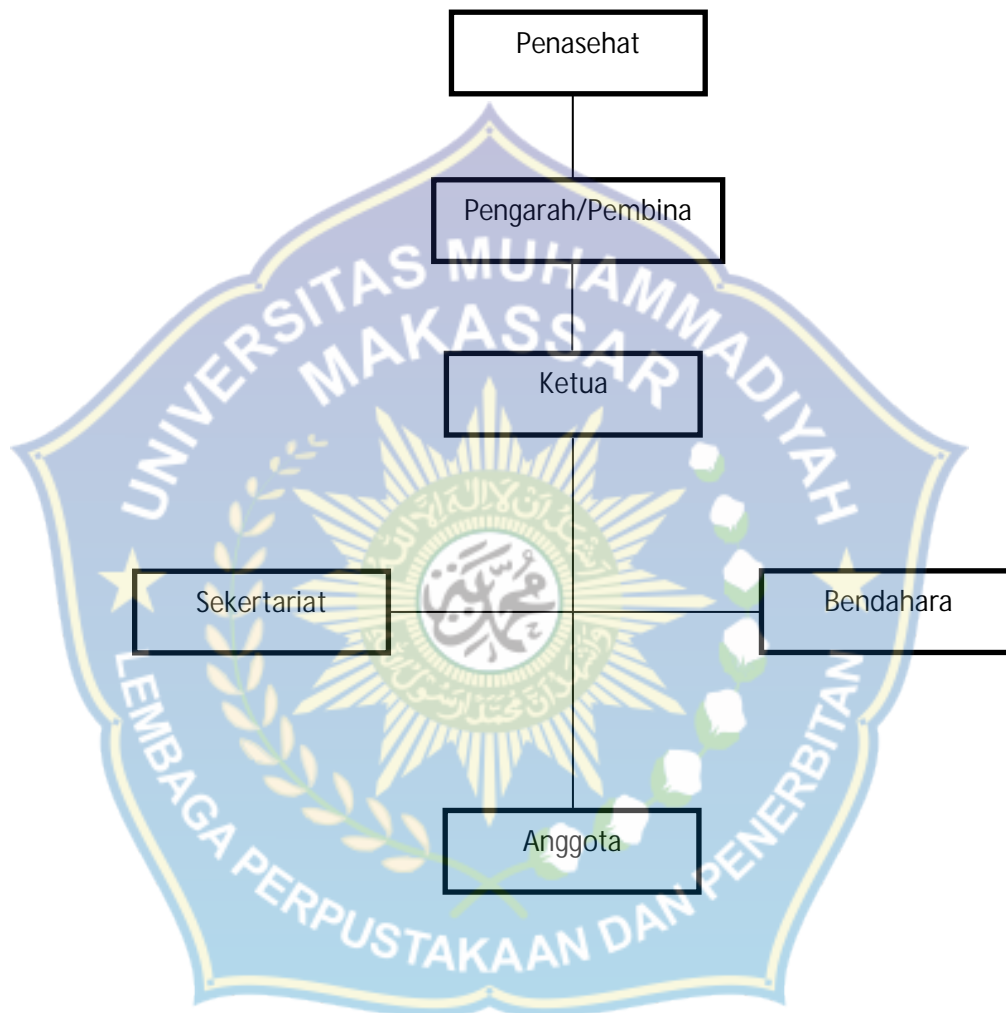 Penasehat
Pengarah/Pembina
UNIVERSITAS MUHAMMADIYAH
MAKASSAR
Ketua
Sekertariat
Bendahara
Anggota
LEMBAGA PERPUSTAKAAN DAN PENERBITAN